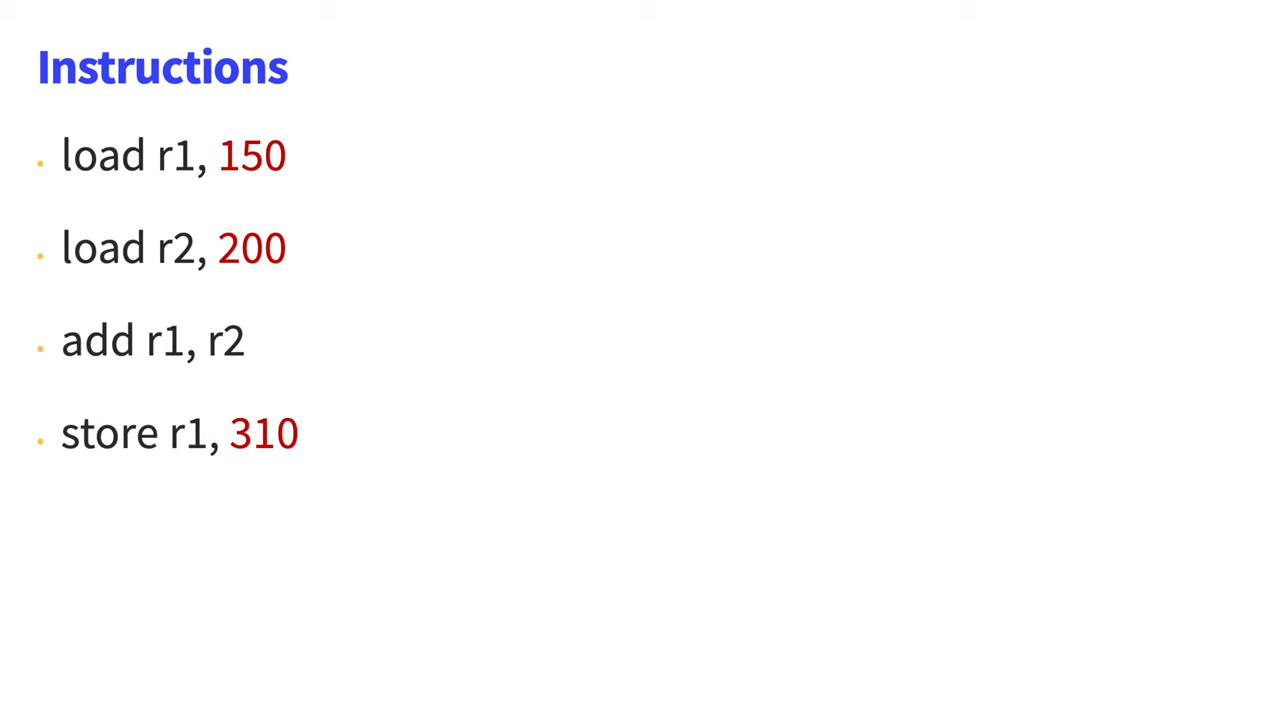 Instructions
• load r1, 150
• load r2, 200
• add r1, r2
• store r1, 310